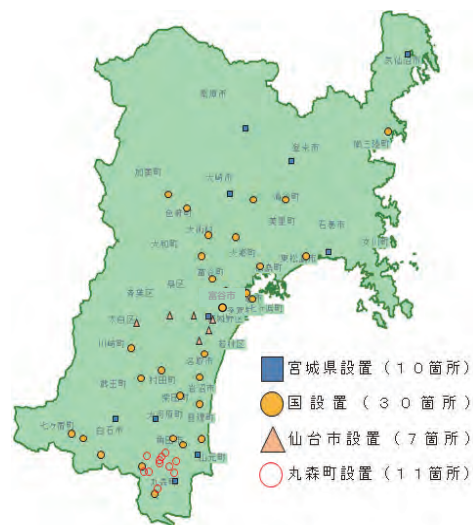 気仙沼市
栗原市
登米市
南三陸町
加美町
大崎市
涌谷町
色麻町
美里町
石巻市
女川町
大衡村
大和町
大郷町
東松島市
富谷市
松島町
泉区
青葉区
宮城野区
七ヶ浜町
太白区
若林区
川崎町
名取市
蔵王町
村田町
岩沼市
柴田町
七ケ宿町
大河原町
亘理町
白石市
角田市
山元町
丸森町
宮城県設置(10箇所)
国設置(30箇所)
仙台市設置(7箇所)
丸森町設置(11箇所)